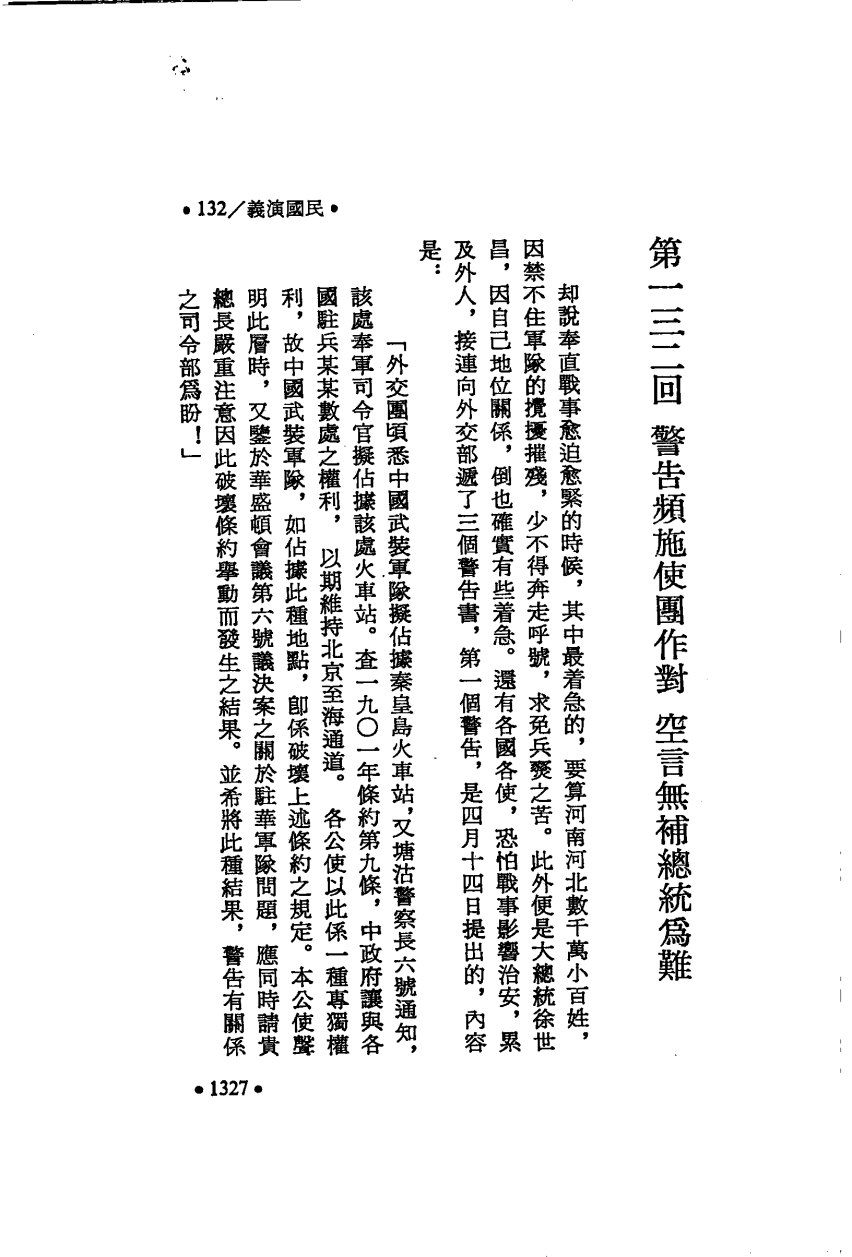 •132/義演國民•
第一三二回 警告頻施使團作對 空言無補總統爲難
却說奉直戰事愈迫愈緊的時候，其中最着急的，要算河南河北數千萬小百姓，
因禁不住軍隊的攪擾摧殘，少不得奔走呼號，求免兵燹之苦。此外便是大總統徐世
昌，因自己地位關係，倒也確實有些着急。還有各國各使，恐怕戰事影響治安，累
及外人，接連向外交部遞了三個警告書，第一個警告，是四月十四日提出的，內容
是：
「外交團頃悉中國武裝軍隊擬佔據秦皇島火車站，又塘沽警察長六號通知，
該處奉軍司令官擬佔據該處火車站。查一九〇一年條約第九條，中政府讓與各
國駐兵某某數處之權利，以期維持北京至海通道。各公使以此係一種專獨權
利，故中國武裝軍隊，如佔據此種地點，卽係破壞上述條約之規定。本公使聲
明此層時，又鑒於華盛頓會議第六號議決案之關於駐華軍隊問題，應同時請貴
總長嚴重注意因此破壞條約舉動而發生之結果。並希將此種結果，警告有關係
之司令部爲盼！」
•1327•